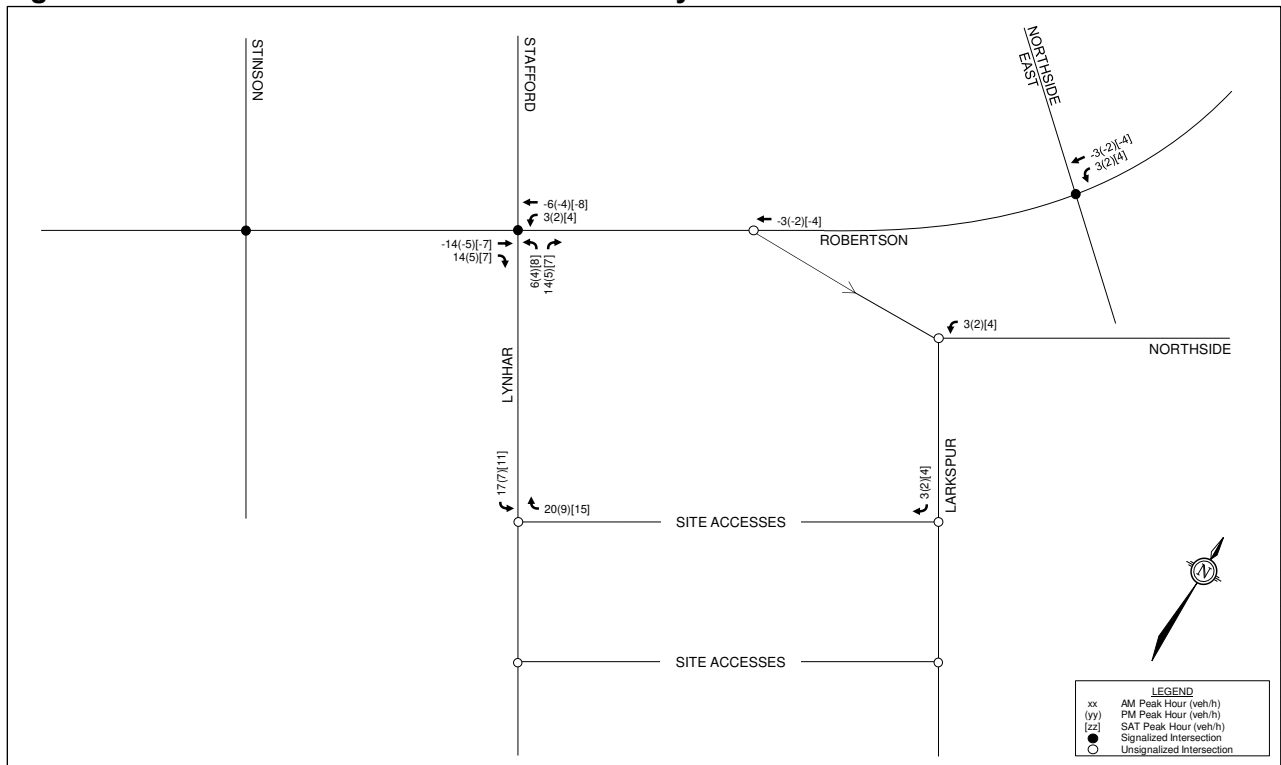 STINSON
STAFFORD
NORTHSIDE
EAST
-3(-2)[-4]
3(2)[4]
-6(-4)[-8]
3(2)[4]
-3(-2)[-4]
ROBERTSON
-14(-5)[-7]
14(5)[7]
6(4)[8]
14(5)[7]
3(2)[4]
NORTHSIDE
LYNHAR
LARKSPUR
17(7)[11]
20(9)[15]
3(2)[4]
SITE ACCESSES
SITE ACCESSES
N
LEGEND
xx AM Peak Hour (veh/h)
(yy) PM Peak Hour (veh/h)
[zz] SAT Peak Hour (veh/h)
Signalized Intersection
Unsignalized Intersection